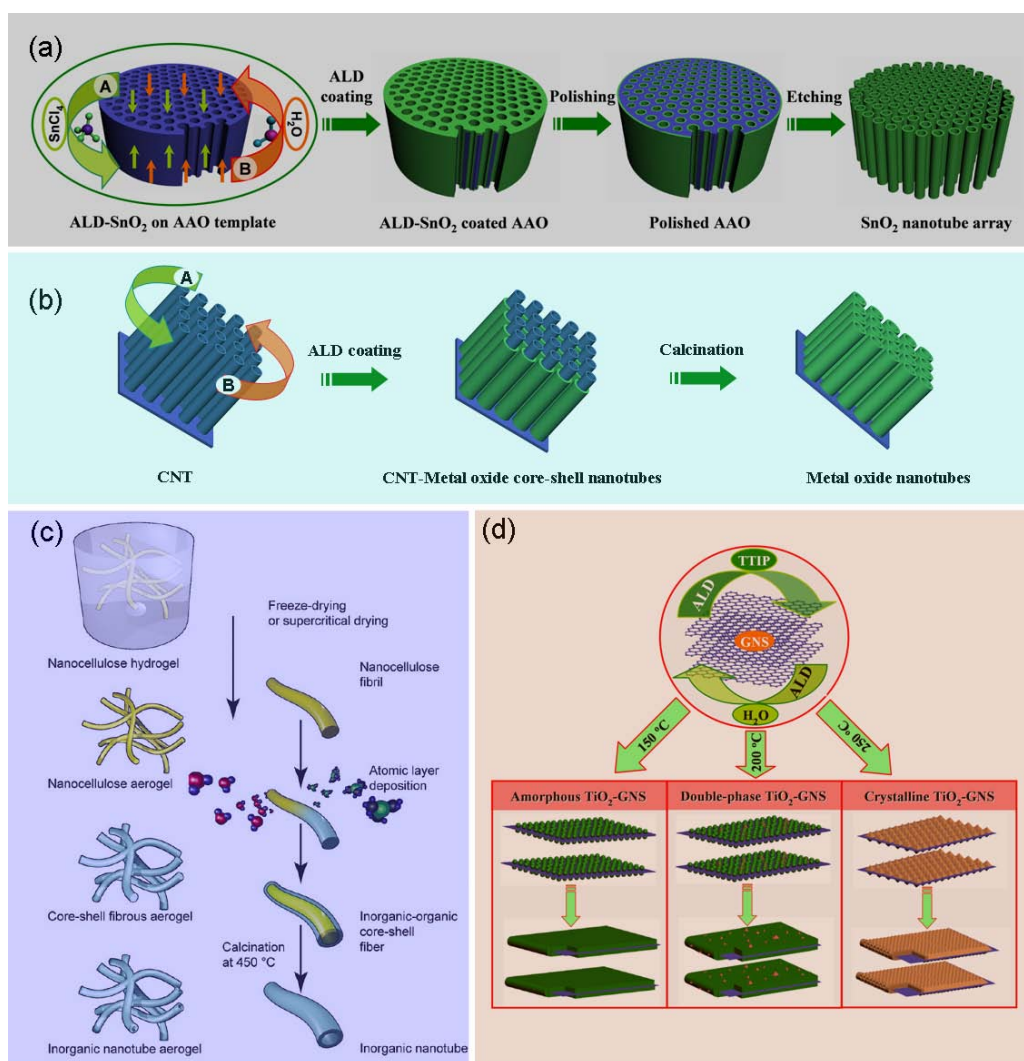 (a)
SnCl4
A
H2O
B
ALD
coating
Polishing
Etching
ALD-SnO2 on AAO template
ALD-SnO2 coated AAO
Polished AAO
SnO2 nanotube array
(b)
A
B
ALD coating
Calcination
CNT
CNT-Metal oxide core-shell nanotubes
Metal oxide nanotubes
(c)
Nanocellulose hydrogel
Freeze-drying
or supercritical drying
Nanocellulose
fibril
Nanocellulose aerogel
Atomic layer
deposition
Core-shell fibrous aerogel
Inorganic-organic
core-shell
fiber
Calcination
at 450 °C
Inorganic nanotube aerogel
Inorganic nanotube
(d)
TTIP
ALD
GNS
ALD
H2O
150 °C
200 °C
250 °C
Amorphous TiO2-GNS
Double-phase TiO2-GNS
Crystalline TiO2-GNS